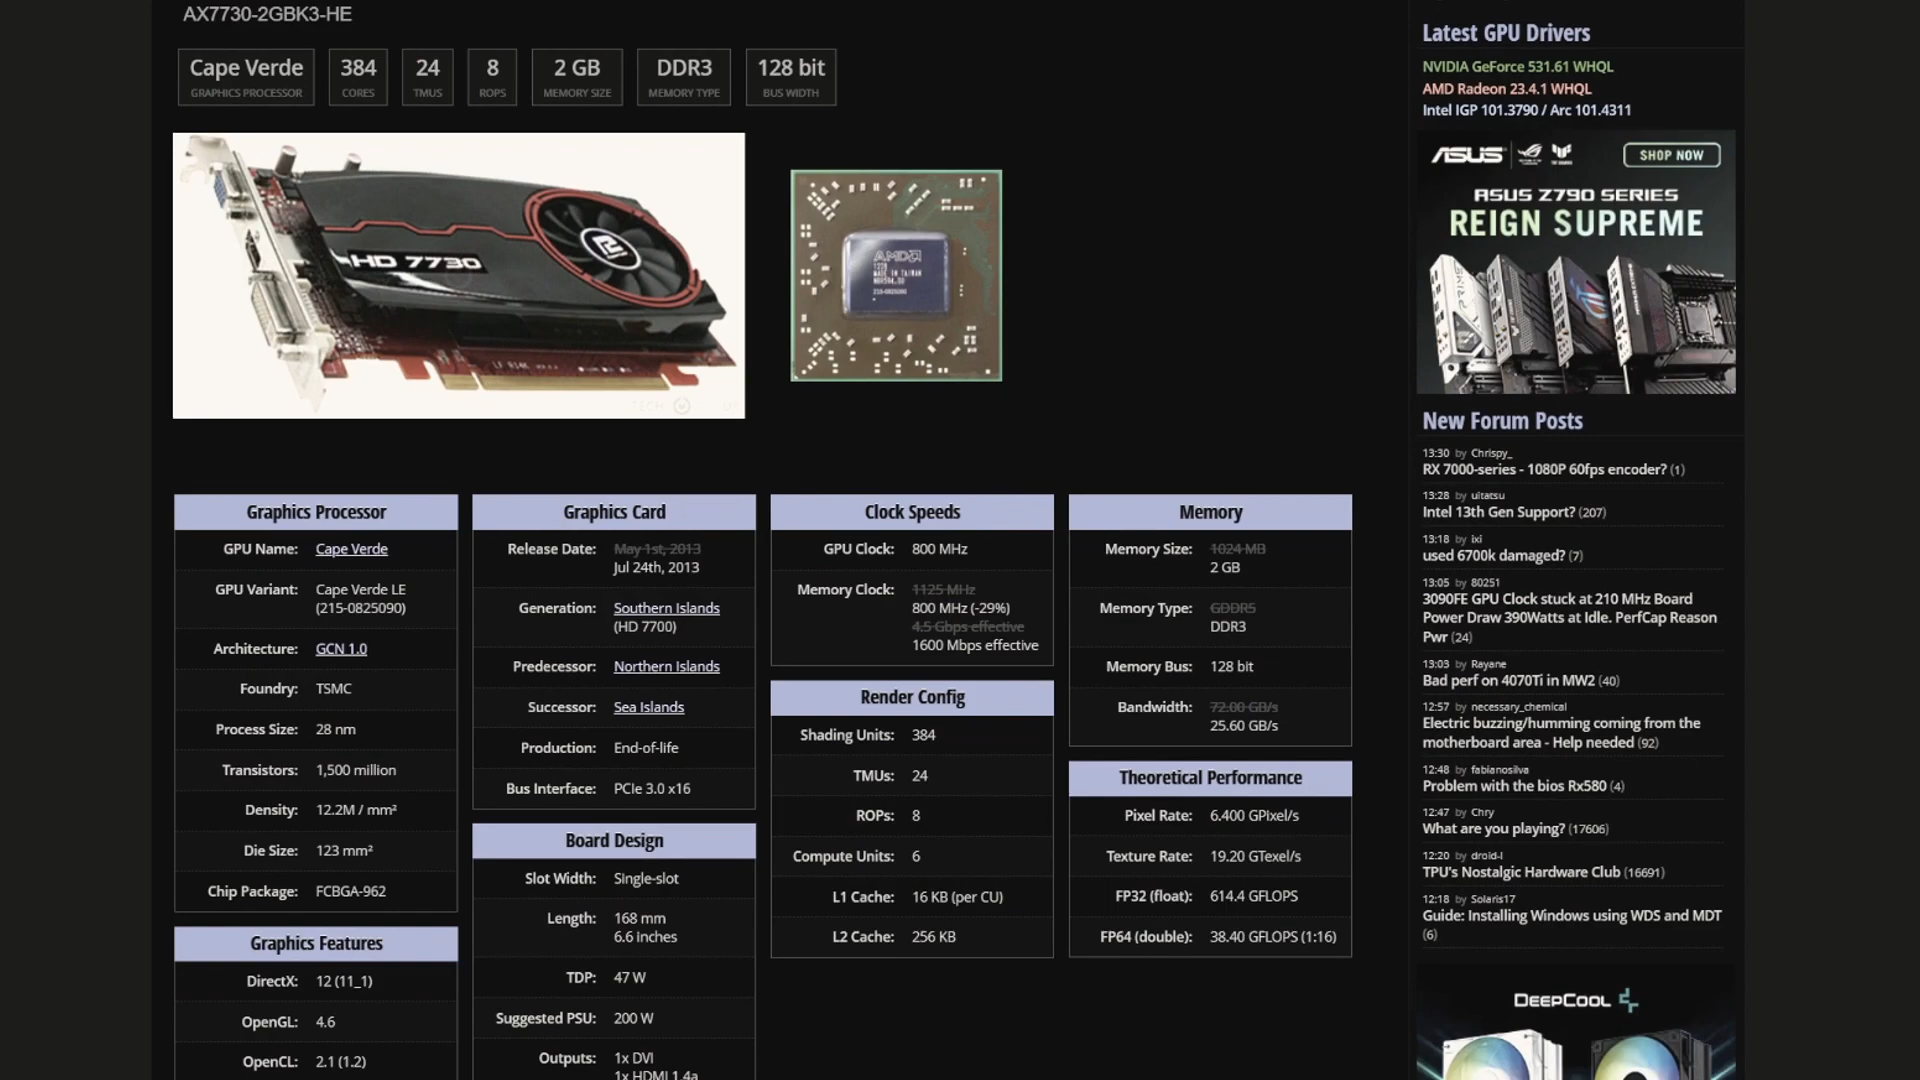 AX7730-2GBK3-HE
Cape Verde
GRAPHICS PROCESSOR
384
CORES
24
TMUS
8
ROPS
2 GB
MEMORY SIZE
DDR3
MEMORY TYPE
128 bit
BUS WIDTH
HD 7730
AMD
MADE IN TAIWAN
215-0825090
Graphics Processor
GPU Name: Cape Verde
GPU Variant: Cape Verde LE
(215-0825090)
Architecture: GCN 1.0
Foundry: TSMC
Process Size: 28 nm
Transistors: 1,500 million
Density: 12.2M / mm²
Die Size: 123 mm²
Chip Package: FCBGA-962
Graphics Features
DirectX: 12 (11_1)
OpenGL: 4.6
OpenCL: 2.1 (1.2)
Graphics Card
Release Date: May 1st, 2013
Jul 24th, 2013
Generation: Southern Islands
(HD 7700)
Predecessor: Northern Islands
Successor: Sea Islands
Production: End-of-life
Bus Interface: PCIe 3.0 x16
Board Design
Slot Width: Single-slot
Length: 168 mm
6.6 inches
TDP: 47 W
Suggested PSU: 200 W
Outputs: 1x DVI
1x HDMI 1.4a
Clock Speeds
GPU Clock: 800 MHz
Memory Clock: 1125 MHz
800 MHz (-29%)
4.5 Gbps effective
1600 Mbps effective
Render Config
Shading Units: 384
TMUs: 24
ROPs: 8
Compute Units: 6
L1 Cache: 16 KB (per CU)
L2 Cache: 256 KB
Memory
Memory Size: 1024 MB
2 GB
Memory Type: GDDR5
DDR3
Memory Bus: 128 bit
Bandwidth: 72.00 GB/s
25.60 GB/s
Theoretical Performance
Pixel Rate: 6.400 GPixel/s
Texture Rate: 19.20 GTexel/s
FP32 (float): 614.4 GFLOPS
FP64 (double): 38.40 GFLOPS (1:16)
Latest GPU Drivers
NVIDIA GeForce 531.61 WHQL
AMD Radeon 23.4.1 WHQL
Intel IGP 101.3790 / Arc 101.4311
ASUS
SHOP NOW
ASUS Z790 SERIES
REIGN SUPREME
New Forum Posts
13:30 by Chrispy_
RX 7000-series - 1080P 60fps encoder? (1)
13:28 by uitatsu
Intel 13th Gen Support? (207)
13:18 by ixi
used 6700k damaged? (7)
13:05 by 80251
3090FE GPU Clock stuck at 210 MHz Board
Power Draw 390Watts at Idle. PerfCap Reason
Pwr (24)
13:03 by Rayane
Bad perf on 4070Ti in MW2 (40)
12:57 by necessary_chemical
Electric buzzing/humming coming from the
motherboard area - Help needed (92)
12:48 by fabianosilva
Problem with the bios Rx580 (4)
12:47 by Chry
What are you playing? (17606)
12:20 by droid-I
TPU's Nostalgic Hardware Club (16691)
12:18 by Solaris17
Guide: Installing Windows using WDS and MDT
(6)
DEEPCOOL